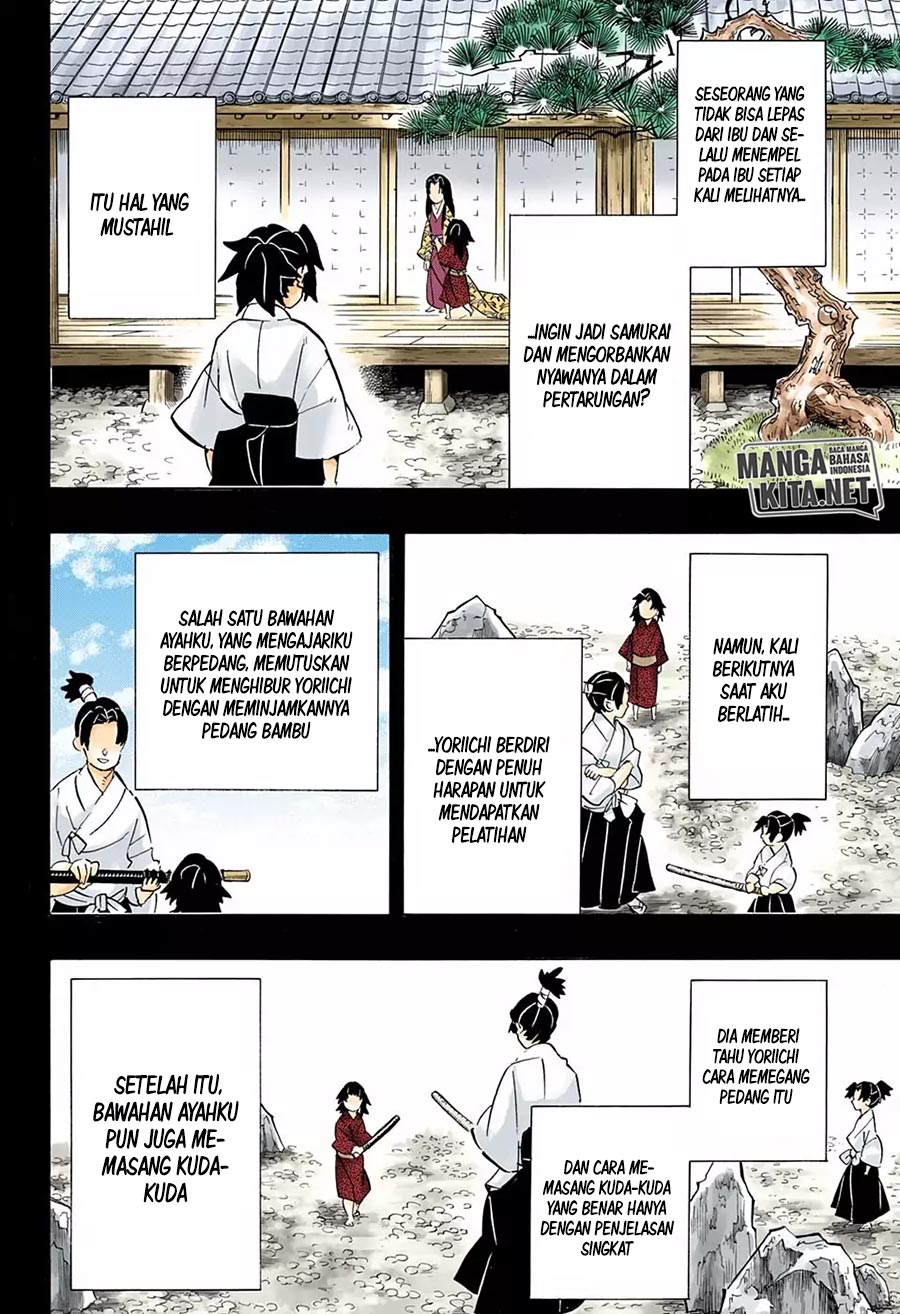 SESEORANG YANG
TIDAK BISA LEPAS
DARI IBU DAN SE-
LALU MENEMPEL
PADA IBU SETIAP
KALI MELIHATNYA...
...INGIN JADI SAMURAI
DAN MENGORBANKAN
NYAWANYA DALAM
PERTARUNGAN?
ITU HAL YANG
MUSTAHIL
MANGA
BACA MANGA
BAHASA
INDONESIA
KITA.NET
NAMUN, KALI
BERIKUTNYA
SAAT AKU
BERLATIH...
...YORIICHI BERDIRI
DENGAN PENUH
HARAPAN UNTUK
MENDAPATKAN
PELATIHAN
SALAH SATU BAWAHAN
AYAHKU, YANG MENGAJARIKU
BERPEDANG, MEMUTUSKAN
UNTUK MENGHIBUR YORIICHI
DENGAN MEMINJAMKANNYA
PEDANG BAMBU
DIA MEMBERI
TAHU YORIICHI
CARA MEMEGANG
PEDANG ITU
DAN CARA ME-
MASANG KUDA-KUDA
YANG BENAR HANYA
DENGAN PENJELASAN
SINGKAT
SETELAH ITU,
BAWAHAN AYAHKU
PUN JUGA ME-
MASANG KUDA-
KUDA